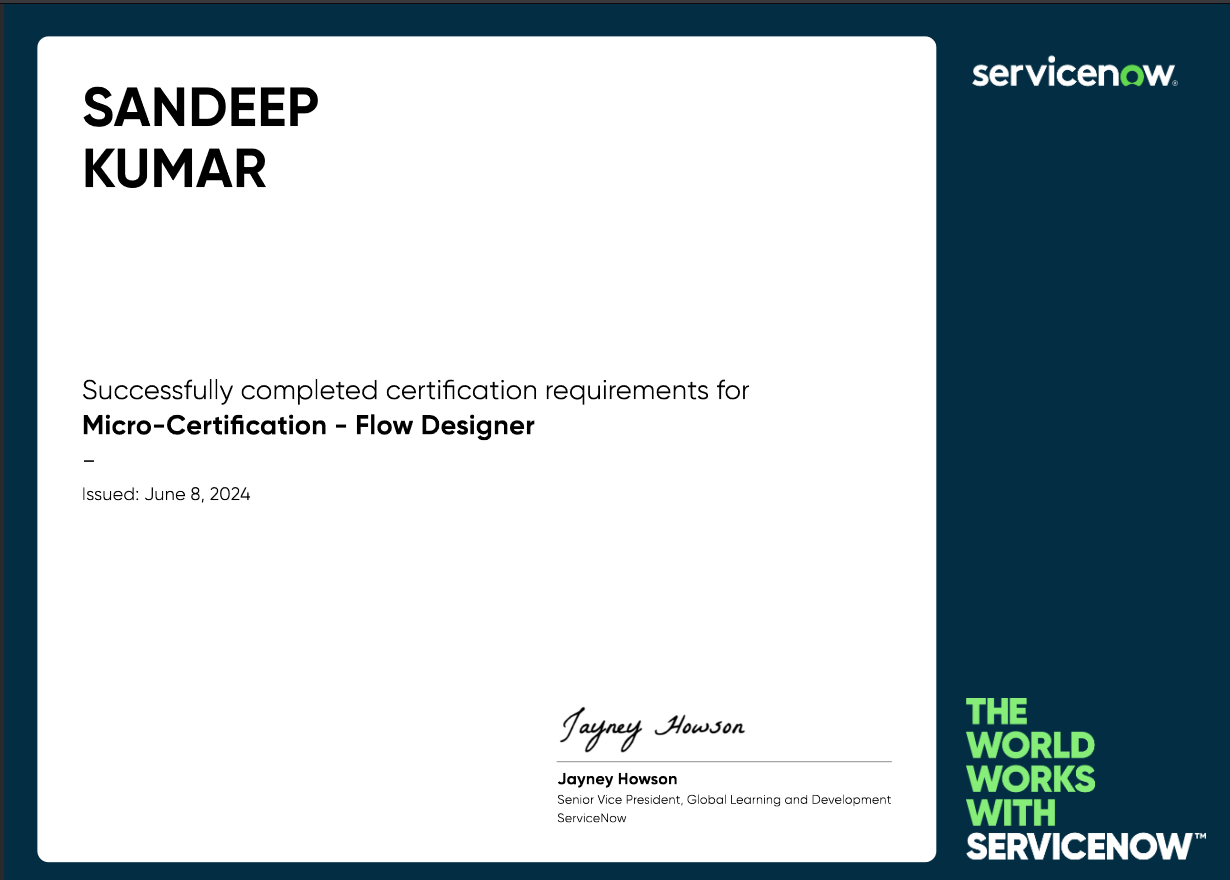 SANDEEP
KUMAR
servicenow®
Successfully completed certification requirements for
Micro-Certification - Flow Designer
–
Issued: June 8, 2024
Jayney Howson
Jayney Howson
Senior Vice President, Global Learning and Development
ServiceNow
THE
WORLD
WORKS
WITH
SERVICENOW™